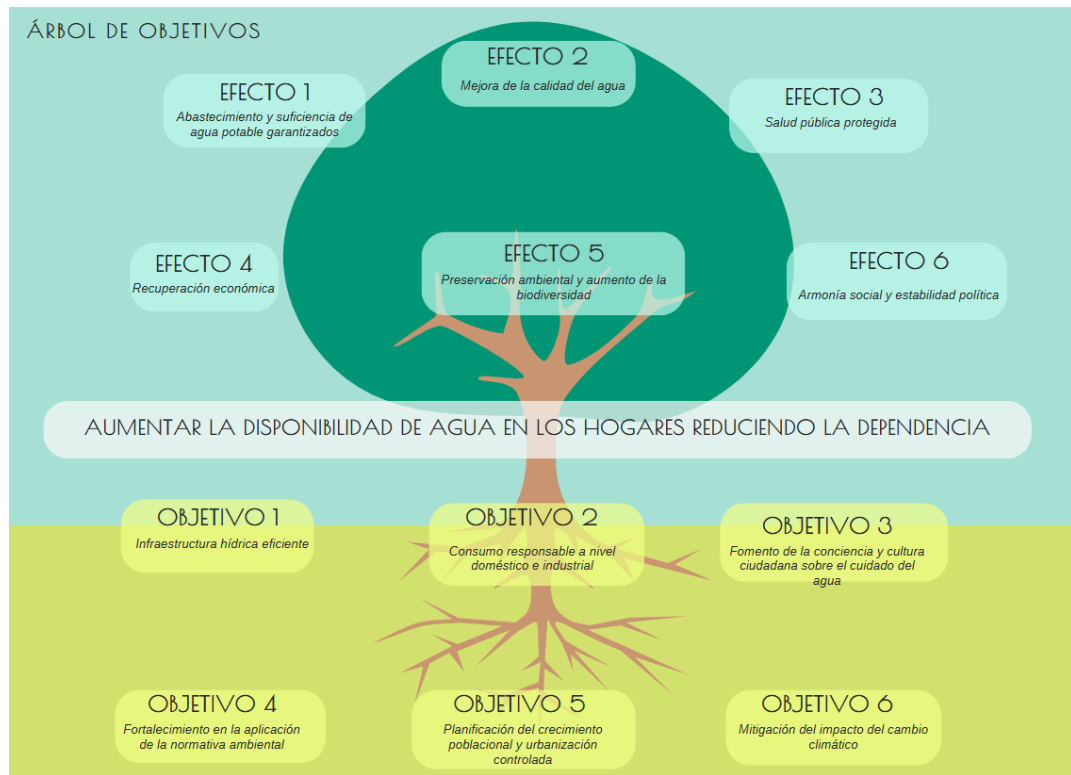 ÁRBOL DE OBJETIVOS
EFECTO 1
Abastecimiento y suficiencia de
agua potable garantizados
EFECTO 2
Mejora de la calidad del agua
EFECTO 3
Salud pública protegida
EFECTO 4
Recuperación económica
EFECTO 5
Preservación ambiental y aumento de la
biodiversidad
EFECTO 6
Armonía social y estabilidad política
AUMENTAR LA DISPONIBILIDAD DE AGUA EN LOS HOGARES REDUCIENDO LA DEPENDENCIA
OBJETIVO 1
Infraestructura hídrica eficiente
OBJETIVO 2
Consumo responsable a nivel
doméstico e industrial
OBJETIVO 3
Fomento de la conciencia y cultura
ciudadana sobre el cuidado del
agua
OBJETIVO 4
Fortalecimiento en la aplicación
de la normativa ambiental
OBJETIVO 5
Planificación del crecimiento
poblacional y urbanización
controlada
OBJETIVO 6
Mitigación del impacto del cambio
climático